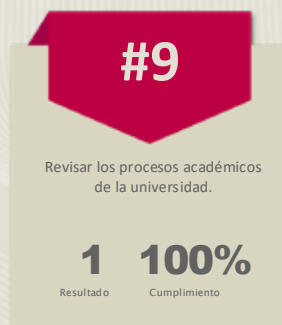 #9
Revisar los procesos académicos
de la universidad.
1 100%
Resultado Cumplimiento